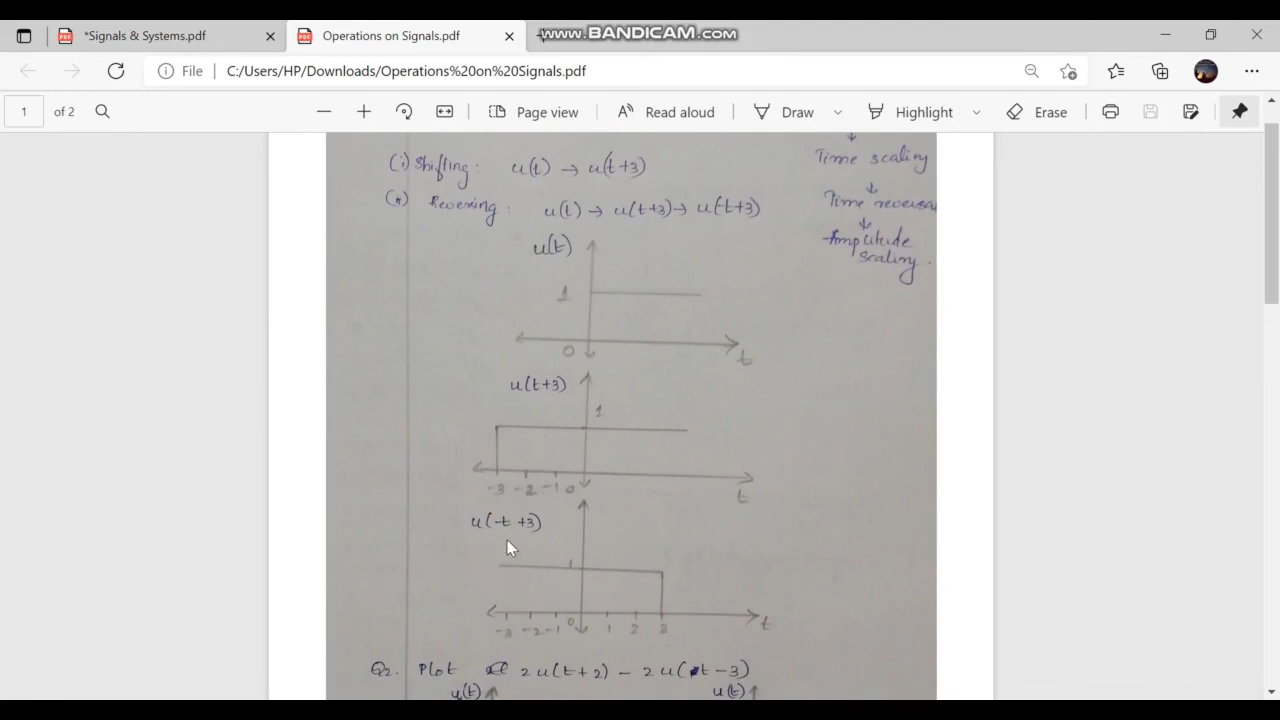 *Signals & Systems.pdf
Operations on Signals.pdf
www.BANDICAM.com
File
C:/Users/HP/Downloads/Operations%20on%20Signals.pdf
1 of 2
Page view
Read aloud
Draw
Highlight
Erase
(i) Shifting: u(t) → u(t+3)
Time scaling
↓
(ii) Reversing: u(t) → u(t+3) → u(-t+3)
Time reversa
↓
Amplitude
scaling.
u(t)
1
0
t
u(t+3)
1
-3 -2 -1 0
t
u(-t +3)
1
-3 -2 -1 0 1 2 3
t
Q2. Plot 2u(t+2) - 2u(t-3)
u(t)
u(t)